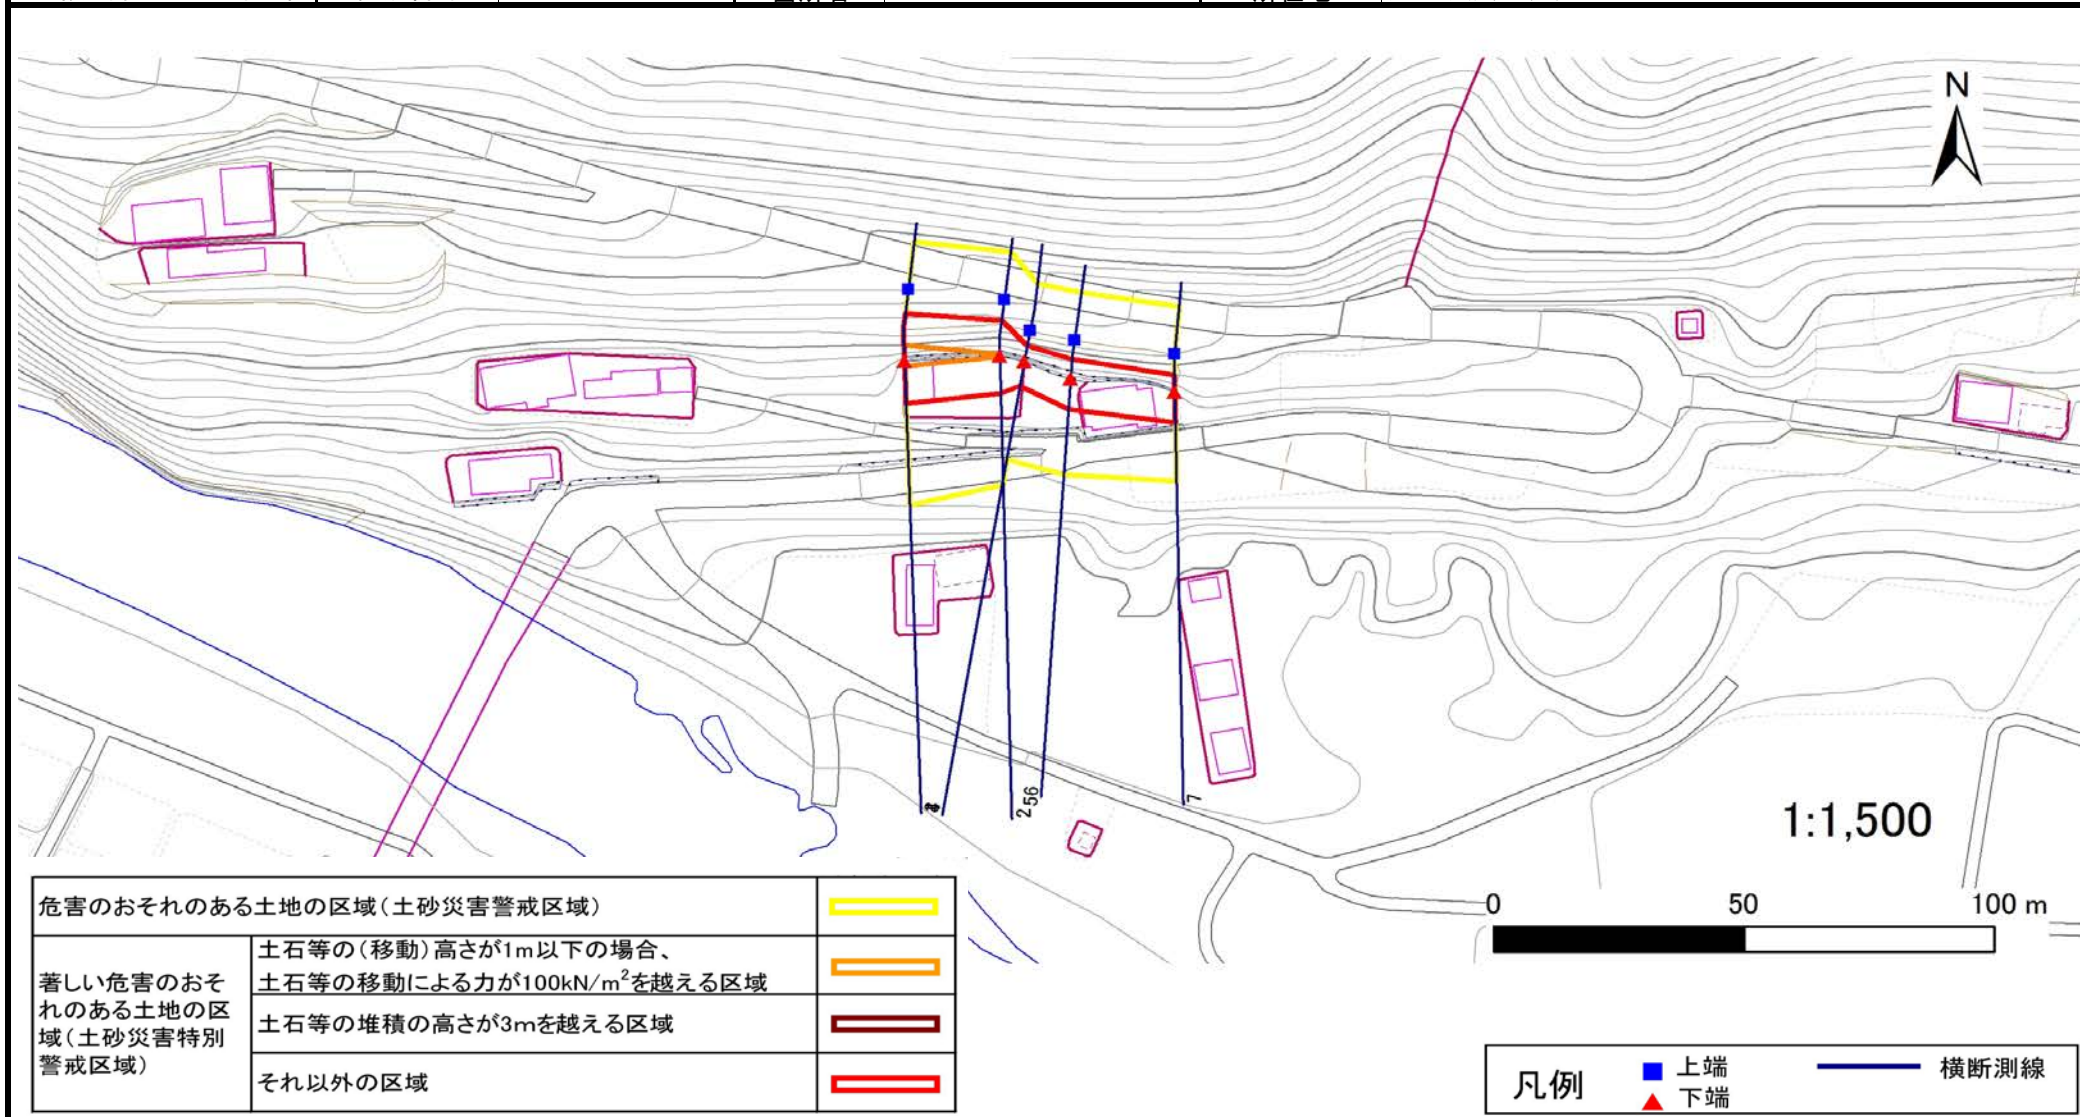 N
2
56
7
1:1,500
0 50 100 m
危害のおそれのある土地の区域(土砂災害警戒区域)
著しい危害のおそ
れのある土地の区
域(土砂災害特別
警戒区域)
土石等の(移動)高さが1m以下の場合、
土石等の移動による力が100kN/m²を越える区域
土石等の堆積の高さが3mを越える区域
それ以外の区域
凡例
上端
下端
横断測線